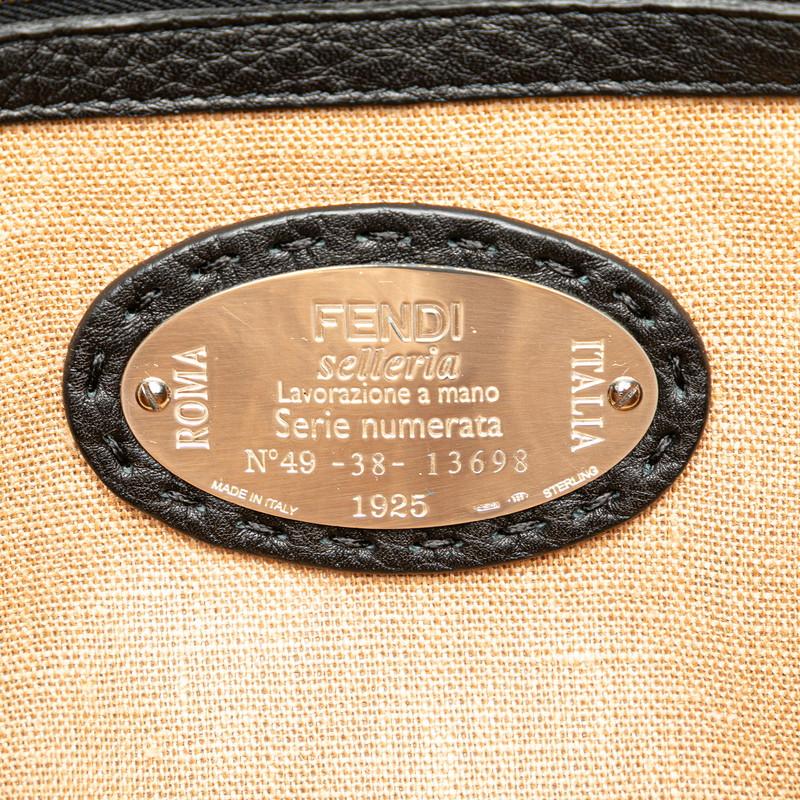 FENDI
selleria
Lavorazione a mano
Serie numerata
N°49 -38- 13698
1925
ROMA
ITALIA
MADE IN ITALY
STERLING